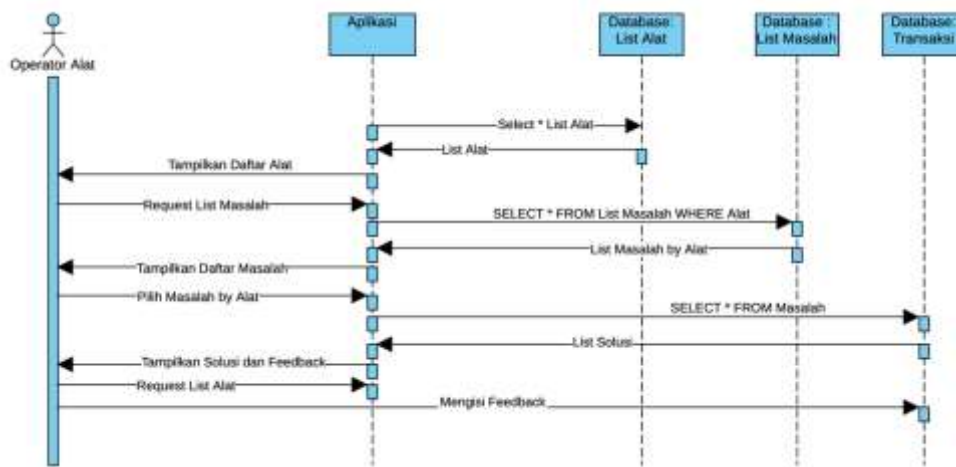 Operator Alat
Aplikasi
Database:
List Alat
Database :
List Masalah
Database:
Transaksi
Select * List Alat
List Alat
Tampilkan Daftar Alat
Request List Masalah
SELECT * FROM List Masalah WHERE Alat
List Masalah by Alat
Tampilkan Daftar Masalah
Pilih Masalah by Alat
SELECT * FROM Masalah
List Solusi
Tampilkan Solusi dan Feedback
Request List Alat
Mengisi Feedback